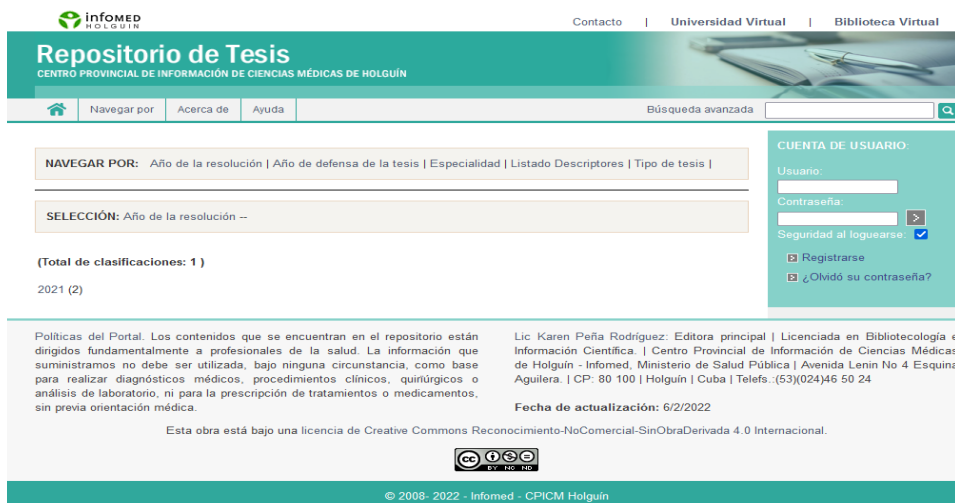 infomed
HOLGUIN
Contacto | Universidad Virtual | Biblioteca Virtual
Repositorio de Tesis
CENTRO PROVINCIAL DE INFORMACIÓN DE CIENCIAS MÉDICAS DE HOLGUÍN
Navegar por Acerca de Ayuda Búsqueda avanzada
CUENTA DE USUARIO:
NAVEGAR POR: Año de la resolución | Año de defensa de la tesis | Especialidad | Listado Descriptores | Tipo de tesis |
Usuario:
Contraseña:
SELECCIÓN: Año de la resolución --
Seguridad al loguearse:
(Total de clasificaciones: 1 )
Registrarse
¿Olvidó su contraseña?
2021 (2)
Políticas del Portal. Los contenidos que se encuentran en el repositorio están
dirigidos fundamentalmente a profesionales de la salud. La información que
suministramos no debe ser utilizada, bajo ninguna circunstancia, como base
para realizar diagnósticos médicos, procedimientos clínicos, quirúrgicos o
análisis de laboratorio, ni para la prescripción de tratamientos o medicamentos,
sin previa orientación médica.
Lic Karen Peña Rodríguez: Editora principal | Licenciada en Bibliotecología e
Información Científica. | Centro Provincial de Información de Ciencias Médicas
de Holguín - Infomed, Ministerio de Salud Pública | Avenida Lenin No 4 Esquina
Aguilera. | CP: 80 100 | Holguín | Cuba | Telefs.:(53)(024)46 50 24
Fecha de actualización: 6/2/2022
Esta obra está bajo una licencia de Creative Commons Reconocimiento-NoComercial-SinObraDerivada 4.0 Internacional.
cc BY NC ND
© 2008- 2022 - Infomed - CPICM Holguín